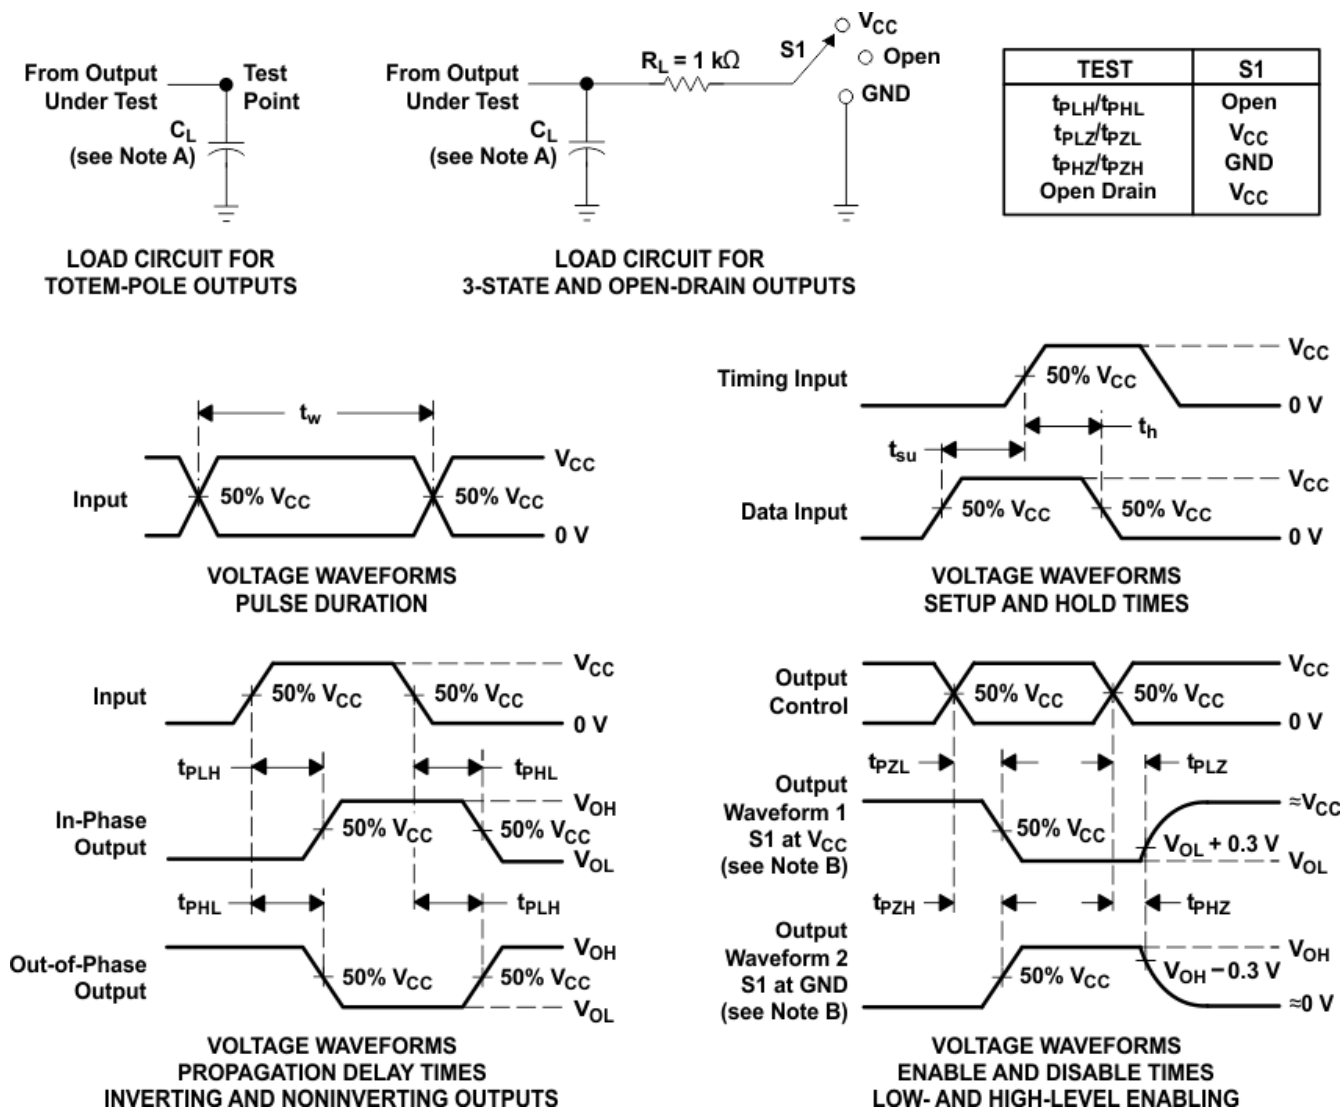 From Output
Under Test
Test
Point
CL
(see Note A)
LOAD CIRCUIT FOR
TOTEM-POLE OUTPUTS
From Output
Under Test
CL
(see Note A)
RL = 1 kΩ
S1
VCC
Open
GND
LOAD CIRCUIT FOR
3-STATE AND OPEN-DRAIN OUTPUTS
TEST S1
tPLH/tPHL Open
tPLZ/tPZL VCC
tPHZ/tPZH GND
Open Drain VCC
tw
Input
50% VCC
50% VCC
VCC
0 V
VOLTAGE WAVEFORMS
PULSE DURATION
Timing Input
50% VCC
VCC
0 V
th
tsu
Data Input
50% VCC
50% VCC
VCC
0 V
VOLTAGE WAVEFORMS
SETUP AND HOLD TIMES
Input
50% VCC
50% VCC
VCC
0 V
tPLH
tPHL
In-Phase
Output
50% VCC
50% VCC
VOH
VOL
tPHL
tPLH
Out-of-Phase
Output
50% VCC
50% VCC
VOH
VOL
VOLTAGE WAVEFORMS
PROPAGATION DELAY TIMES
INVERTING AND NONINVERTING OUTPUTS
Output
Control
50% VCC
50% VCC
VCC
0 V
tPZL
tPLZ
Output
Waveform 1
S1 at VCC
(see Note B)
50% VCC
VOL + 0.3 V
≈VCC
VOL
tPZH
tPHZ
Output
Waveform 2
S1 at GND
(see Note B)
50% VCC
VOH − 0.3 V
VOH
≈0 V
VOLTAGE WAVEFORMS
ENABLE AND DISABLE TIMES
LOW- AND HIGH-LEVEL ENABLING